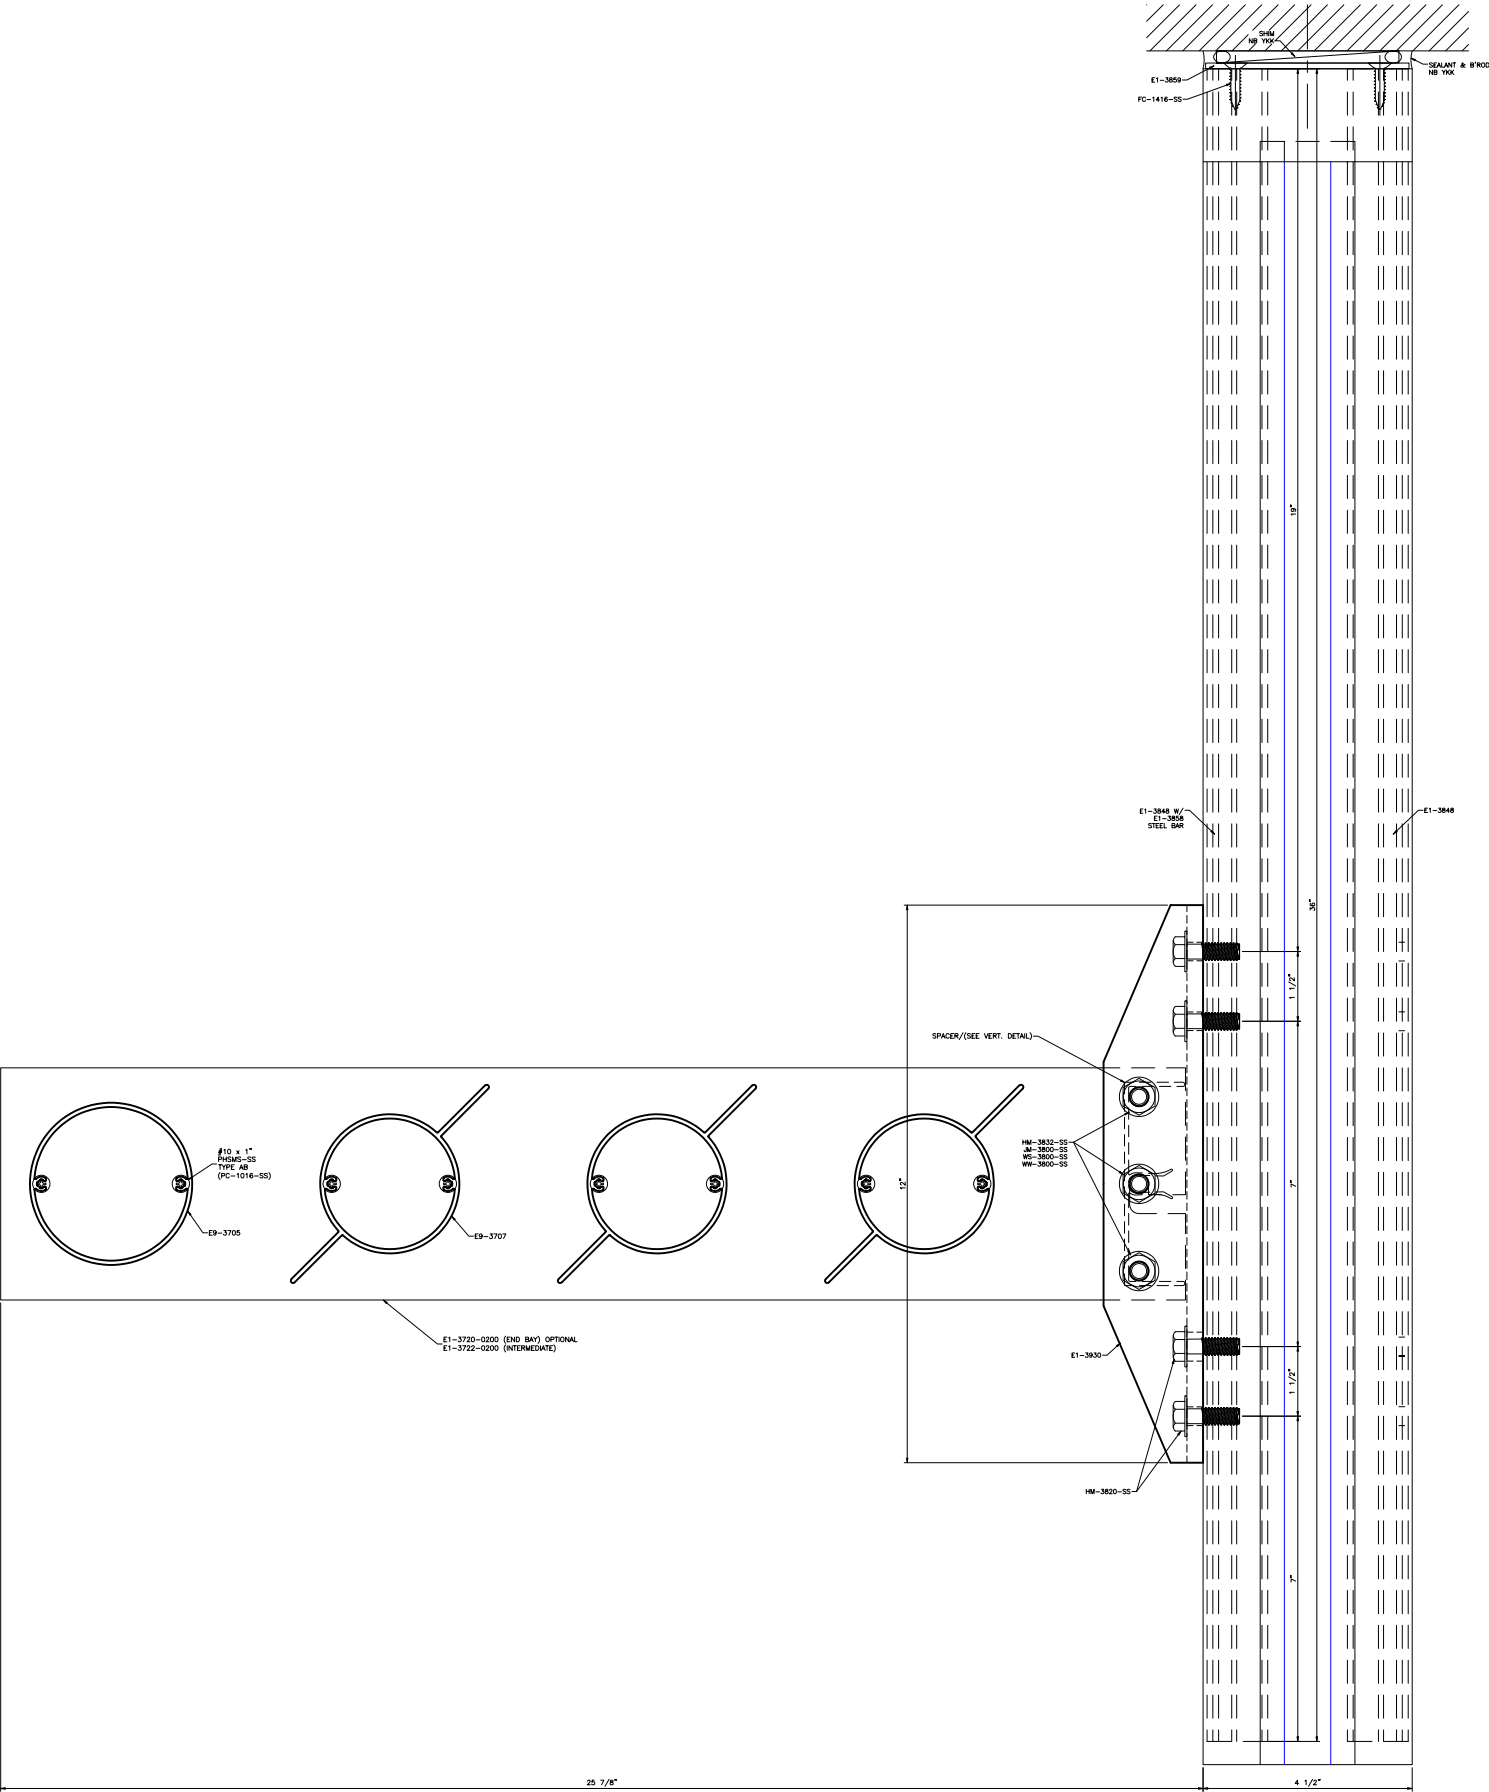 SHIM
NB YKK
SEALANT & B'ROD
NB YKK
E1-3859
FC-1416-SS
19"
E1-3848 W/
E1-3858
STEEL BAR
E1-3848
36"
1 1/2"
SPACER/(SEE VERT. DETAIL)
HM-3832-SS
JM-3800-SS
WS-3800-SS
WW-3800-SS
#10 x 1"
PHSMS-SS
TYPE AB
(PC-1016-SS)
12"
7"
E9-3705
E9-3707
E1-3720-0200 (END BAY) OPTIONAL
E1-3722-0200 (INTERMEDIATE)
E1-3930
1 1/2"
HM-3820-SS
7"
25 7/8"
4 1/2"